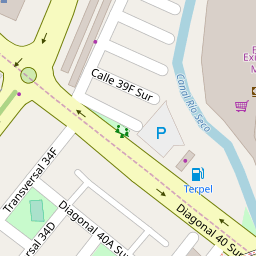 Calle 39F Sur
Canal Río Seco
P
Terpel
Transversal 34F
Diagonal 40 Sur
Diagonal 40A Sur
Transversal 34D